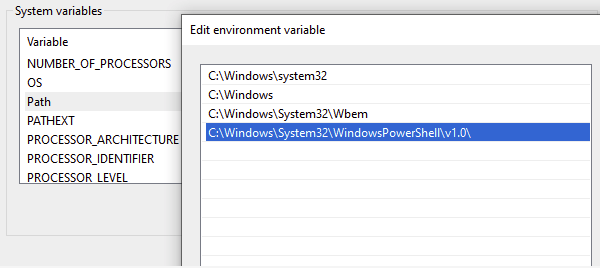 System variables
Variable
NUMBER_OF_PROCESSORS
OS
Path
PATHEXT
PROCESSOR_ARCHITECTURE
PROCESSOR_IDENTIFIER
PROCESSOR_LEVEL
Edit environment variable
C:\Windows\system32
C:\Windows
C:\Windows\System32\Wbem
C:\Windows\System32\WindowsPowerShell\v1.0\